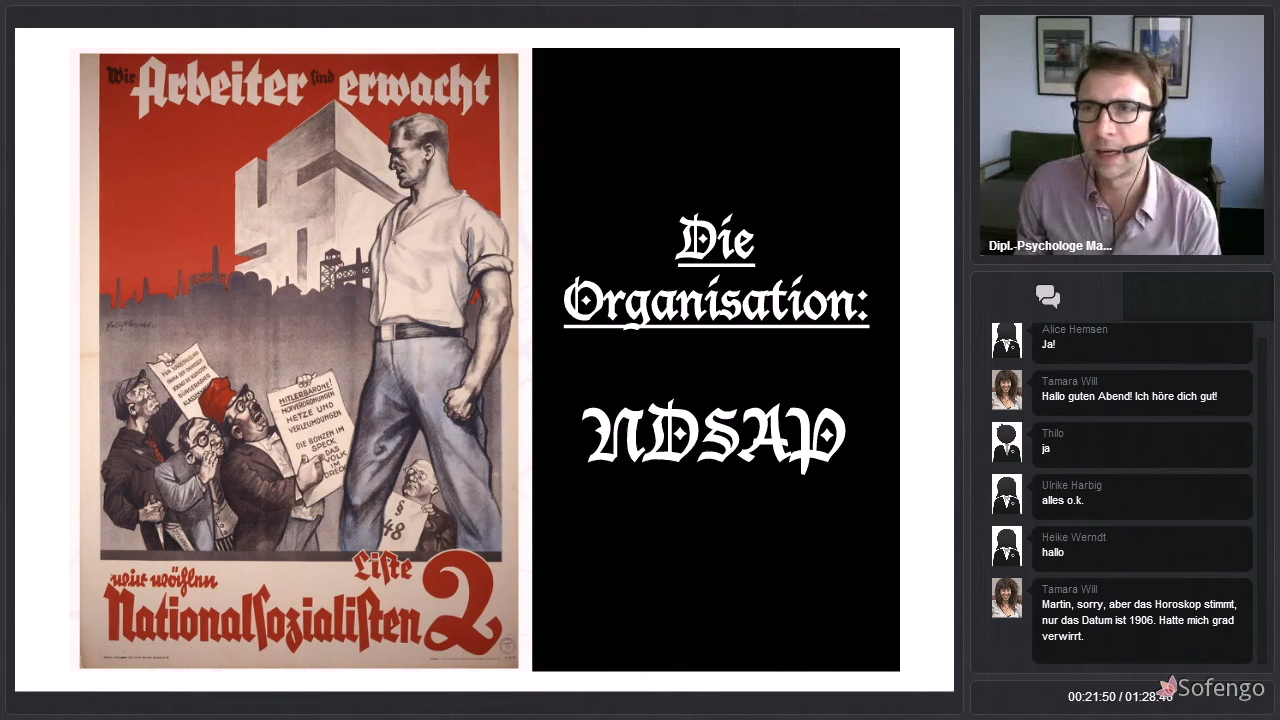 Wir Arbeiter sind erwacht
HITLERBARONE!
NOTVERORDNUNGEN
HETZE UND
VERLEUMDUNGEN
DIE BONZEN IM
SPECK
DAS
VOLK
IM
DRECK
§
48
wir wählen
Liste 2
Nationalsozialisten
Die
Organisation:
NDSAP
Dipl.-Psychologe Ma...
Alice Hemsen
Ja!
Tamara Will
Hallo guten Abend! Ich höre dich gut!
Thilo
ja
Ulrike Harbig
alles o.k.
Heike Werndt
hallo
Tamara Will
Martin, sorry, aber das Horoskop stimmt,
nur das Datum ist 1906. Hatte mich grad
verwirrt.
00:21:50 / 01:28:46
Sofengo